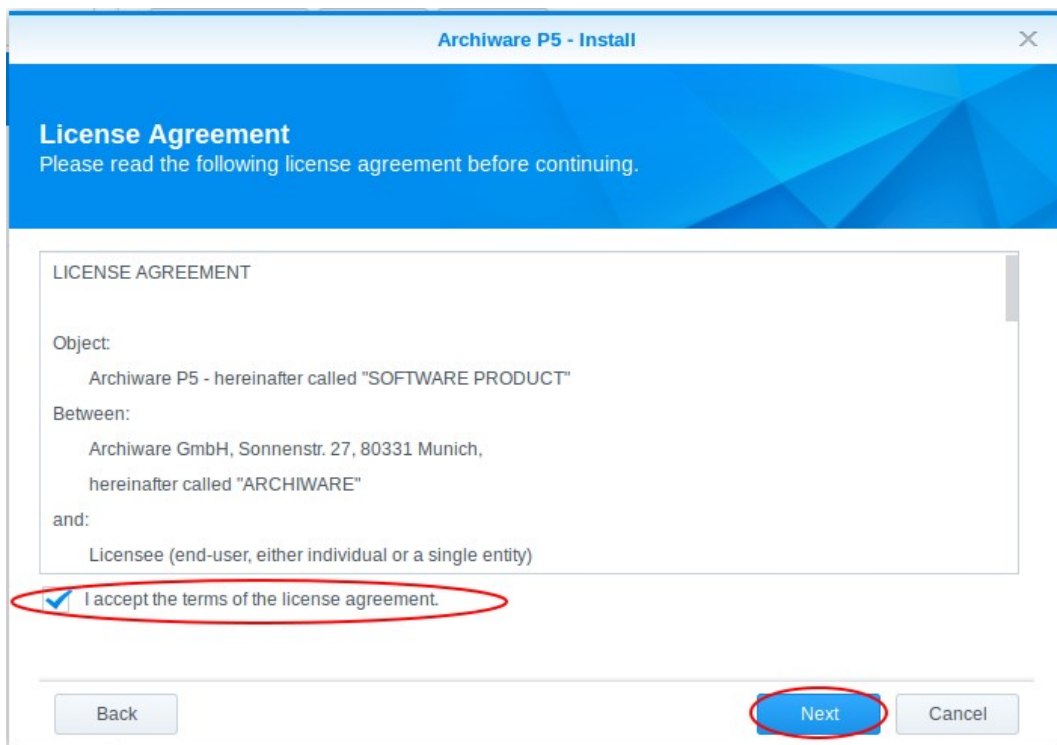 Archiware P5 - Install
License Agreement
Please read the following license agreement before continuing.
LICENSE AGREEMENT
Object:
Archiware P5 - hereinafter called "SOFTWARE PRODUCT"
Between:
Archiware GmbH, Sonnenstr. 27, 80331 Munich,
hereinafter called "ARCHIWARE"
and:
Licensee (end-user, either individual or a single entity)
I accept the terms of the license agreement.
Back Next Cancel